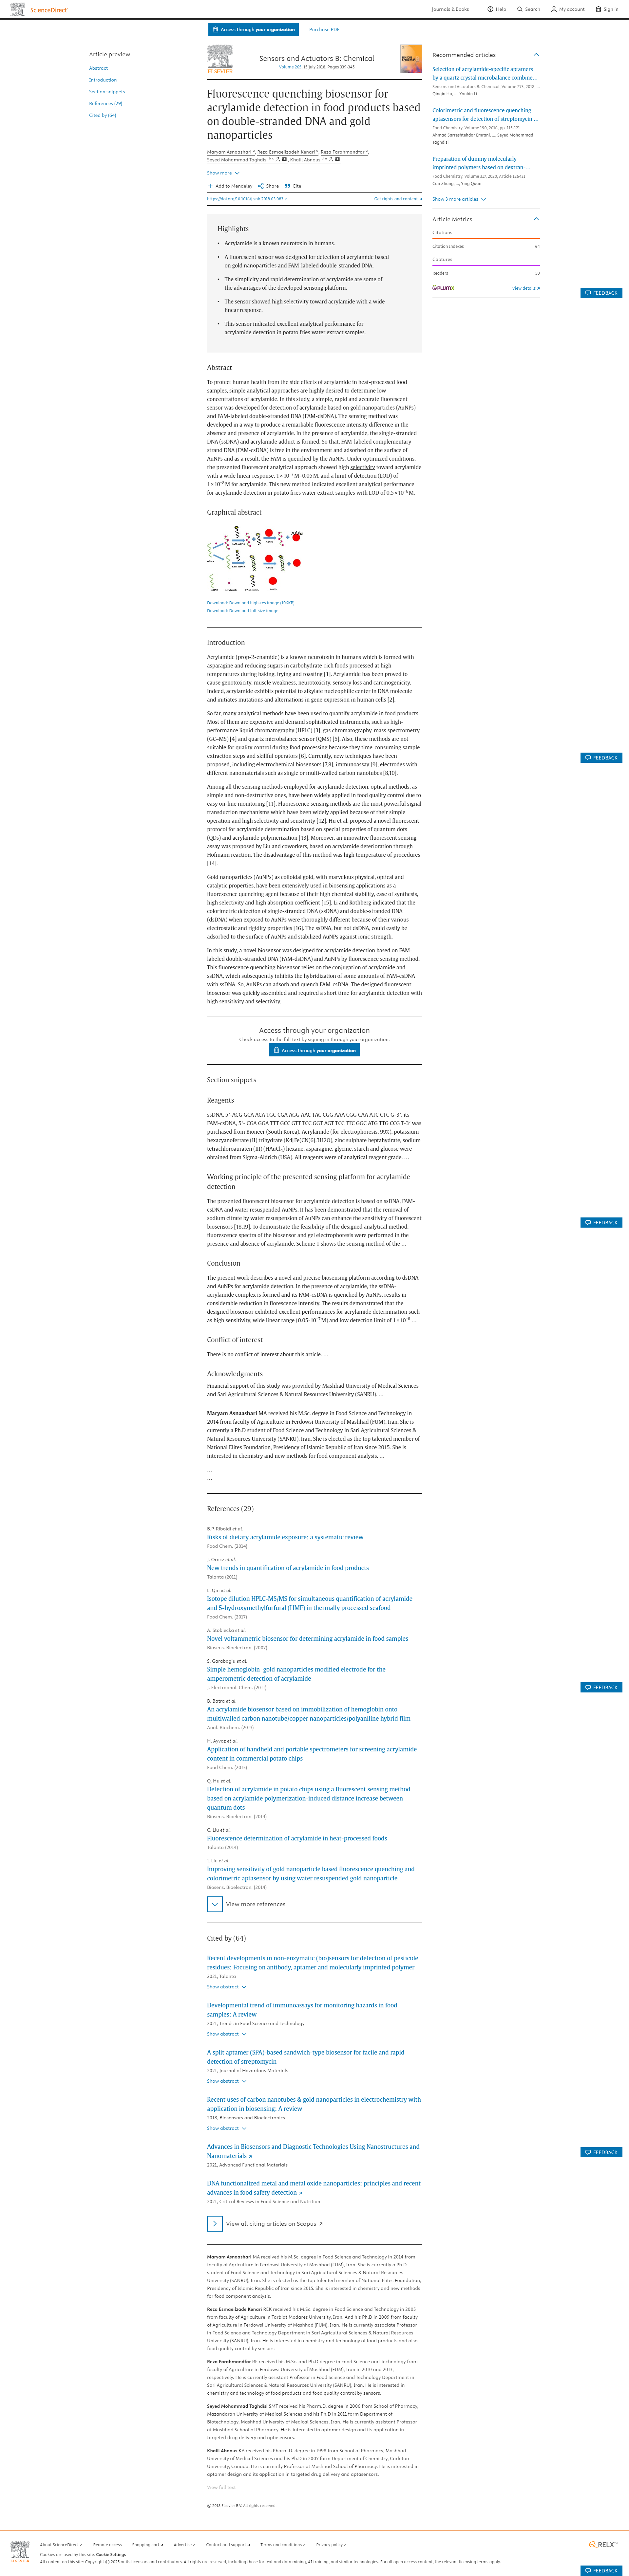 ScienceDirect
Journals & Books
Help
Search
My account
Sign in
Access through your organization
Purchase PDF
Article preview
Abstract
Introduction
Section snippets
References (29)
Cited by (64)
ELSEVIER
Sensors and Actuators B: Chemical
Volume 265, 15 July 2018, Pages 339-345
Fluorescence quenching biosensor for
acrylamide detection in food products based
on double-stranded DNA and gold
nanoparticles
Maryam Asnaashari a, Reza Esmaeilzadeh Kenari a, Reza Farahmandfar a,
Seyed Mohammad Taghdisi b c, Khalil Abnous d e
Show more
Add to Mendeley
Share
Cite
https://doi.org/10.1016/j.snb.2018.03.083
Get rights and content
Highlights
• Acrylamide is a known neurotoxin in humans.
• A fluorescent sensor was designed for detection of acrylamide based
on gold nanoparticles and FAM-labeled double-strand DNA.
• The simplicity and rapid determination of acrylamide are some of
the advantages of the developed sensing platform.
• The sensor showed high selectivity toward acrylamide with a wide
linear response.
• This sensor indicated excellent analytical performance for
acrylamide detection in potato fries water extract samples.
Abstract
To protect human health from the side effects of acrylamide in heat-processed food
samples, simple analytical approaches are highly desired to determine low
concentrations of acrylamide. In this study, a simple, rapid and accurate fluorescent
sensor was developed for detection of acrylamide based on gold nanoparticles (AuNPs)
and FAM-labeled double-stranded DNA (FAM-dsDNA). The sensing method was
developed in a way to produce a remarkable fluorescence intensity difference in the
absence and presence of acrylamide. In the presence of acrylamide, the single-stranded
DNA (ssDNA) and acrylamide adduct is formed. So that, FAM-labeled complementary
strand DNA (FAM-csDNA) is free in the environment without adsorption on the surface of
AuNPs and as a result, the FAM is quenched by the AuNPs. Under optimized conditions,
the presented fluorescent analytical approach showed high selectivity toward acrylamide
with a wide linear response, 1 × 10−7 M–0.05 M, and a limit of detection (LOD) of
1 × 10−8 M for acrylamide. This new method indicated excellent analytical performance
for acrylamide detection in potato fries water extract samples with LOD of 0.5 × 10−6 M.
Graphical abstract
Download: Download high-res image (106KB)
Download: Download full-size image
Introduction
Acrylamide (prop-2-enamide) is a known neurotoxin in humans which is formed with
asparagine and reducing sugars in carbohydrate-rich foods processed at high
temperatures during baking, frying and roasting [1]. Acrylamide has been proved to
cause genotoxicity, muscle weakness, neurotoxicity, sensory loss and carcinogenicity.
Indeed, acrylamide exhibits potential to alkylate nucleophilic center in DNA molecule
and initiates mutations and alternations in gene expression in human cells [2].
So far, many analytical methods have been used to quantify acrylamide in food products.
Most of them are expensive and demand sophisticated instruments, such as high-
performance liquid chromatography (HPLC) [3], gas chromatography-mass spectrometry
(GC–MS) [4] and quartz microbalance sensor (QMS) [5]. Also, these methods are not
suitable for quality control during food processing because they time-consuming sample
extraction steps and skillful operators [6]. Currently, new techniques have been
proposed, including electrochemical biosensors [7,8], immunoassay [9], electrodes with
different nanomaterials such as single or multi-walled carbon nanotubes [8,10].
Among all the sensing methods employed for acrylamide detection, optical methods, as
simple and non-destructive ones, have been widely applied in food quality control due to
easy on-line monitoring [11]. Fluorescence sensing methods are the most powerful signal
transduction mechanisms which have attracted much attention because of their simple
operation and high selectivity and sensitivity [12]. Hu et al. proposed a novel fluorescent
protocol for acrylamide determination based on special properties of quantum dots
(QDs) and acrylamide polymerization [13]. Moreover, an innovative fluorescent sensing
assay was proposed by Liu and coworkers, based on acrylamide deterioration through
Hofmann reaction. The disadvantage of this approach is several steps of procedures
[14].
Gold nanoparticles (AuNPs) as colloidal gold, with marvelous physical, optical and
catalytic properties, have been extensively used in biosensing applications as a
fluorescence quenching agent because of their high chemical stability, ease of synthesis,
high selectivity and high absorption coefficient [15]. Li and Rothberg indicated that the
colorimetric detection of single-stranded DNA (ssDNA) and double-stranded DNA
(dsDNA) when exposed to AuNPs were thoroughly different because of their various
electrostatic and rigidity properties [16]. The ssDNA, but not dsDNA, could easily be
adsorbed to the surface of AuNPs and stabilized AuNPs against ionic strength.
In this study, a novel biosensor was designed for acrylamide detection based on FAM-
labeled double-stranded DNA (FAM-dsDNA) and AuNPs by fluorescence sensing method.
This fluorescence quenching biosensor relies on the conjugation of acrylamide and
ssDNA, which subsequently inhibits the hybridization of some amounts of FAM-csDNA
with ssDNA. So, AuNPs can adsorb and quench FAM-csDNA. The designed fluorescent
biosensor was quickly answered and required a short time for acrylamide detection with
high sensitivity and selectivity.
Access through your organization
Check access to the full text by signing in through your organization.
Access through your organization
Section snippets
Reagents
ssDNA, 5′-ACG GCA ACA TGC CGA AGG AAC TAC CGG AAA CGG CAA ATC CTC G-3′, its
FAM-csDNA, 5′- CGA GGA TTT GCC GTT TCC GGT AGT TCC TTC GGC ATG TTG CCG T-3′ was
purchased from Bioneer (South Korea). Acrylamide (for electrophoresis, 99%), potassium
hexacyanoferrate (II) trihydrate (K4[Fe(CN)6].3H2O), zinc sulphate heptahydrate, sodium
tetrachloroauraten (III) (HAuCl4) hexane, asparagine, glycine, starch and glucose were
obtained from Sigma-Aldrich (USA). All reagents were of analytical reagent grade. …
Working principle of the presented sensing platform for acrylamide
detection
The presented fluorescent biosensor for acrylamide detection is based on ssDNA, FAM-
csDNA and water resuspended AuNPs. It has been demonstrated that the removal of
sodium citrate by water resuspended of AuNPs can enhance the sensitivity of fluorescent
biosensors [18,19]. To demonstrate the feasibility of the designed analytical method,
fluorescence spectra of the biosensor and gel electrophoresis were performed in the
presence and absence of acrylamide. Scheme 1 shows the sensing method of the …
Conclusion
The present work describes a novel and precise biosensing platform according to dsDNA
and AuNPs for acrylamide detection. In the presence of acrylamide, the ssDNA-
acrylamide complex is formed and its FAM-csDNA is quenched by AuNPs, results in
considerable reduction in florescence intensity. The results demonstrated that the
designed biosensor exhibited excellent performances for acrylamide determination such
as high sensitivity, wide linear range (0.05–10−7 M) and low detection limit of 1 × 10−8 …
Conflict of interest
There is no conflict of interest about this article. …
Acknowledgments
Financial support of this study was provided by Mashhad University of Medical Sciences
and Sari Agricultural Sciences & Natural Resources University (SANRU). …
Maryam Asnaashari MA received his M.Sc. degree in Food Science and Technology in
2014 from faculty of Agriculture in Ferdowsi University of Mashhad (FUM), Iran. She is
currently a Ph.D student of Food Science and Technology in Sari Agricultural Sciences &
Natural Resources University (SANRU), Iran. She is elected as the top talented member of
National Elites Foundation, Presidency of Islamic Republic of Iran since 2015. She is
interested in chemistry and new methods for food component analysis. …
…
…
References (29)
B.P. Riboldi et al.
Risks of dietary acrylamide exposure: a systematic review
Food Chem. (2014)
J. Oracz et al.
New trends in quantification of acrylamide in food products
Talanta (2011)
L. Qin et al.
Isotope dilution HPLC-MS/MS for simultaneous quantification of acrylamide
and 5-hydroxymethylfurfural (HMF) in thermally processed seafood
Food Chem. (2017)
A. Stobiecka et al.
Novel voltammetric biosensor for determining acrylamide in food samples
Biosens. Bioelectron. (2007)
S. Garabagiu et al.
Simple hemoglobin–gold nanoparticles modified electrode for the
amperometric detection of acrylamide
J. Electroanal. Chem. (2011)
B. Batra et al.
An acrylamide biosensor based on immobilization of hemoglobin onto
multiwalled carbon nanotube/copper nanoparticles/polyaniline hybrid film
Anal. Biochem. (2013)
H. Ayvaz et al.
Application of handheld and portable spectrometers for screening acrylamide
content in commercial potato chips
Food Chem. (2015)
Q. Hu et al.
Detection of acrylamide in potato chips using a fluorescent sensing method
based on acrylamide polymerization-induced distance increase between
quantum dots
Biosens. Bioelectron. (2014)
C. Liu et al.
Fluorescence determination of acrylamide in heat-processed foods
Talanta (2014)
J. Liu et al.
Improving sensitivity of gold nanoparticle based fluorescence quenching and
colorimetric aptasensor by using water resuspended gold nanoparticle
Biosens. Bioelectron. (2014)
View more references
Cited by (64)
Recent developments in non-enzymatic (bio)sensors for detection of pesticide
residues: Focusing on antibody, aptamer and molecularly imprinted polymer
2021, Talanta
Show abstract
Developmental trend of immunoassays for monitoring hazards in food
samples: A review
2021, Trends in Food Science and Technology
Show abstract
A split aptamer (SPA)-based sandwich-type biosensor for facile and rapid
detection of streptomycin
2021, Journal of Hazardous Materials
Show abstract
Recent uses of carbon nanotubes & gold nanoparticles in electrochemistry with
application in biosensing: A review
2018, Biosensors and Bioelectronics
Show abstract
Advances in Biosensors and Diagnostic Technologies Using Nanostructures and
Nanomaterials
2021, Advanced Functional Materials
DNA functionalized metal and metal oxide nanoparticles: principles and recent
advances in food safety detection
2021, Critical Reviews in Food Science and Nutrition
View all citing articles on Scopus
Maryam Asnaashari MA received his M.Sc. degree in Food Science and Technology in 2014 from
faculty of Agriculture in Ferdowsi University of Mashhad (FUM), Iran. She is currently a Ph.D
student of Food Science and Technology in Sari Agricultural Sciences & Natural Resources
University (SANRU), Iran. She is elected as the top talented member of National Elites Foundation,
Presidency of Islamic Republic of Iran since 2015. She is interested in chemistry and new methods
for food component analysis.
Reza Esmaeilzade Kenari REK received his M.Sc. degree in Food Science and Technology in 2005
from faculty of Agriculture in Tarbiat Modares University, Iran. And his Ph.D in 2009 from faculty
of Agriculture in Ferdowsi University of Mashhad (FUM), Iran. He is currently associate Professor
in Food Science and Technology Department in Sari Agricultural Sciences & Natural Resources
University (SANRU), Iran. He is interested in chemistry and technology of food products and also
food quality control by sensors
Reza Farahmandfar RF received his M.Sc. and Ph.D degree in Food Science and Technology from
faculty of Agriculture in Ferdowsi University of Mashhad (FUM), Iran in 2010 and 2013,
respectively. He is currently assistant Professor in Food Science and Technology Department in
Sari Agricultural Sciences & Natural Resources University (SANRU), Iran. He is interested in
chemistry and technology of food products and food quality control by sensors.
Seyed Mohammad Taghdisi SMT received his Pharm.D. degree in 2006 from School of Pharmacy,
Mazandaran University of Medical Sciences and his Ph.D in 2011 form Department of
Biotechnology, Mashhad University of Medical Sciences, Iran. He is currently assistant Professor
at Mashhad School of Pharmacy. He is interested in aptamer design and its application in
targeted drug delivery and aptasensors.
Khalil Abnous KA received his Pharm.D. degree in 1998 from School of Pharmacy, Mashhad
University of Medical Sciences and his Ph.D in 2007 form Department of Chemistry, Carleton
University, Canada. He is currently Professor at Mashhad School of Pharmacy. He is interested in
aptamer design and its application in targeted drug delivery and aptasensors.
View full text
© 2018 Elsevier B.V. All rights reserved.
Recommended articles
Selection of acrylamide-specific aptamers
by a quartz crystal microbalance combine…
Sensors and Actuators B: Chemical, Volume 273, 2018, …
Qinqin Hu, …, Yanbin Li
Colorimetric and fluorescence quenching
aptasensors for detection of streptomycin …
Food Chemistry, Volume 190, 2016, pp. 115-121
Ahmad Sarreshtehdar Emrani, …, Seyed Mohammad
Taghdisi
Preparation of dummy molecularly
imprinted polymers based on dextran-…
Food Chemistry, Volume 317, 2020, Article 126431
Can Zhang, …, Ying Quan
Show 3 more articles
Article Metrics
Citations
Citation Indexes
64
Captures
Readers
PLUMX
View details
FEEDBACK
FEEDBACK
FEEDBACK
FEEDBACK
FEEDBACK
FEEDBACK
ELSEVIER
About ScienceDirect
Remote access
Shopping cart
Advertise
Contact and support
Terms and conditions
Privacy policy
Cookies are used by this site. Cookie Settings
All content on this site: Copyright © 2025 or its licensors and contributors. All rights are reserved, including those for text and data mining, AI training, and similar technologies. For all open access content, the relevant licensing terms apply.
RELX™